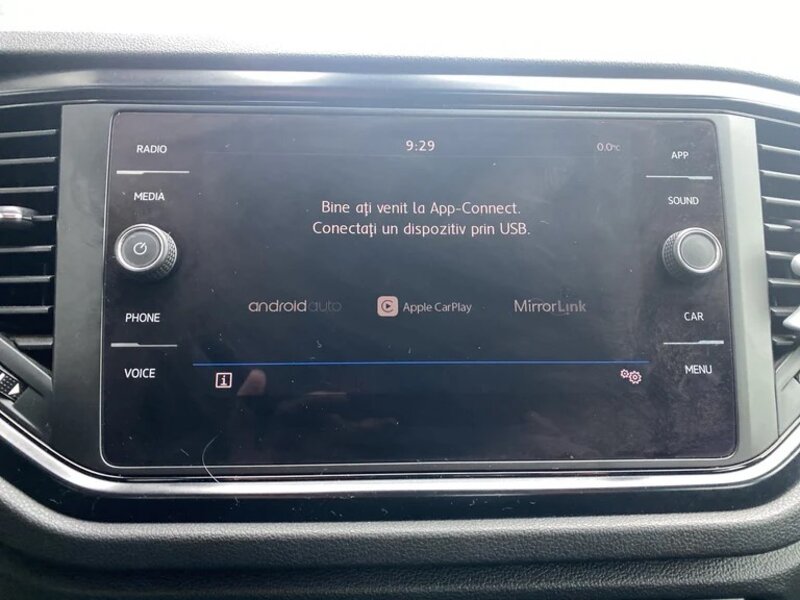 RADIO
9:29
0.0°C
APP
MEDIA
SOUND
Bine ați venit la App-Connect.
Conectați un dispozitiv prin USB.
androidauto
Apple CarPlay
MirrorLink
PHONE
CAR
VOICE
i
MENU